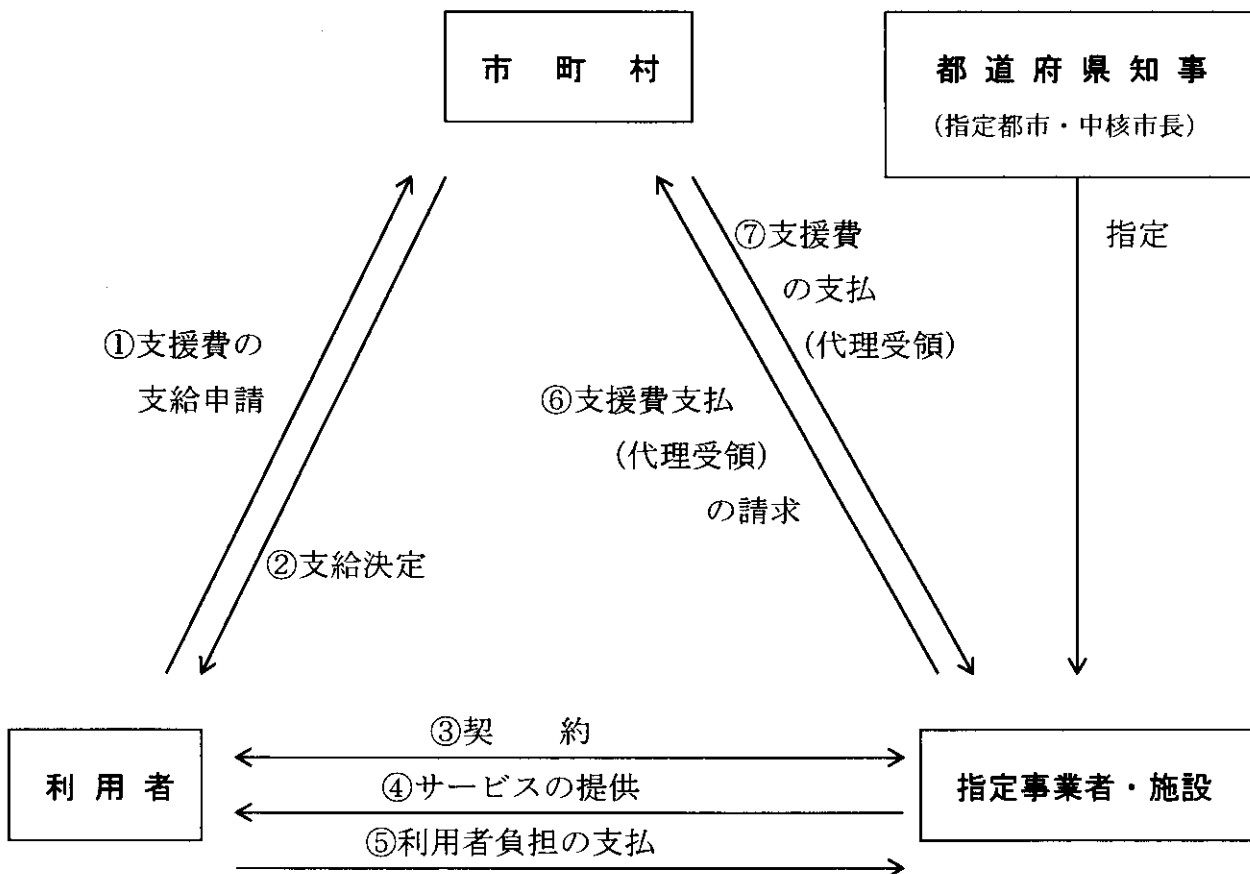 市町村
都道府県知事
(指定都市・中核市長)
①支援費の
支給申請
②支給決定
⑦支援費
の支払
(代理受領)
指定
⑥支援費支払
(代理受領)
の請求
③契約
④サービスの提供
⑤利用者負担の支払
利用者
指定事業者・施設